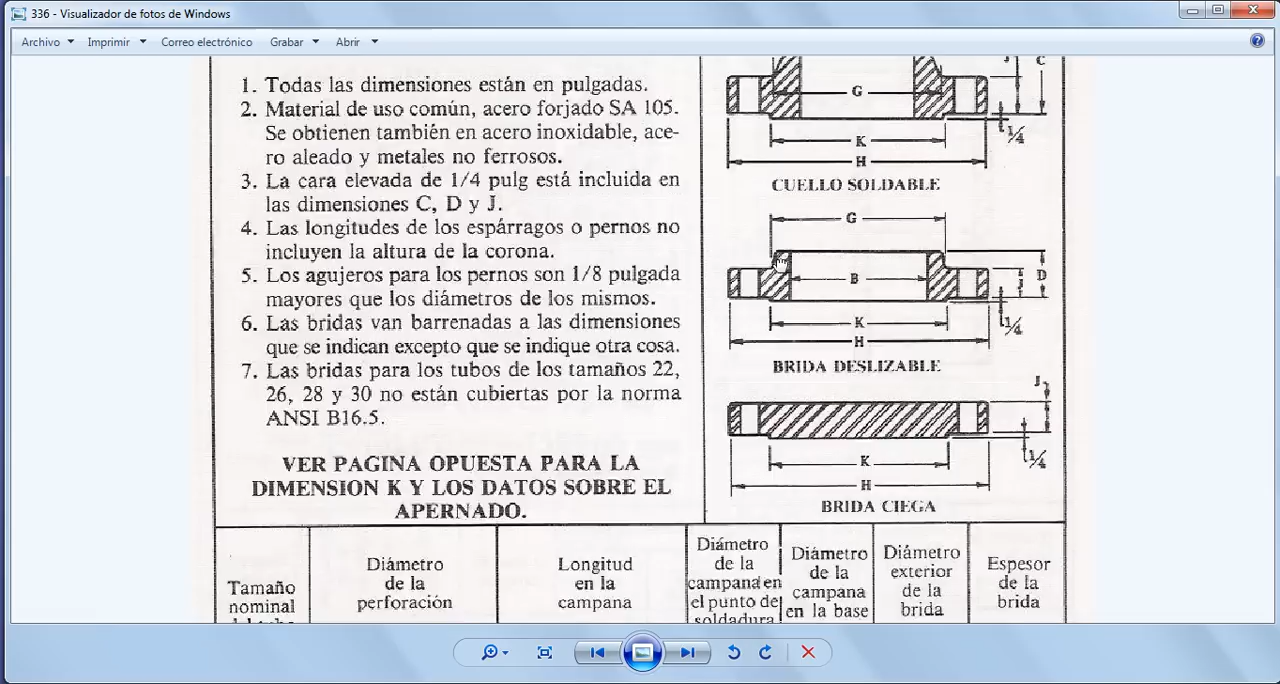 336 - Visualizador de fotos de Windows
Archivo Imprimir Correo electrónico Grabar Abrir
1. Todas las dimensiones están en pulgadas.
2. Material de uso común, acero forjado SA 105.
Se obtienen también en acero inoxidable, ace-
ro aleado y metales no ferrosos.
3. La cara elevada de 1/4 pulg está incluida en
las dimensiones C, D y J.
4. Las longitudes de los espárragos o pernos no
incluyen la altura de la corona.
5. Los agujeros para los pernos son 1/8 pulgada
mayores que los diámetros de los mismos.
6. Las bridas van barrenadas a las dimensiones
que se indican excepto que se indique otra cosa.
7. Las bridas para los tubos de los tamaños 22,
26, 28 y 30 no están cubiertas por la norma
ANSI B16.5.
VER PAGINA OPUESTA PARA LA
DIMENSION K Y LOS DATOS SOBRE EL
APERNADO.
J C
G
1/4
K
H
CUELLO SOLDABLE
G
B
D
K
1/4
H
BRIDA DESLIZABLE
J
K
1/4
H
BRIDA CIEGA
Tamaño
nominal
del tubo
Diámetro
de la
perforación
Longitud
en la
campana
Diámetro
de la
campana en
el punto de
soldadura
Diámetro
de la
campana
en la base
Diámetro
exterior
de la
brida
Espesor
de la
brida